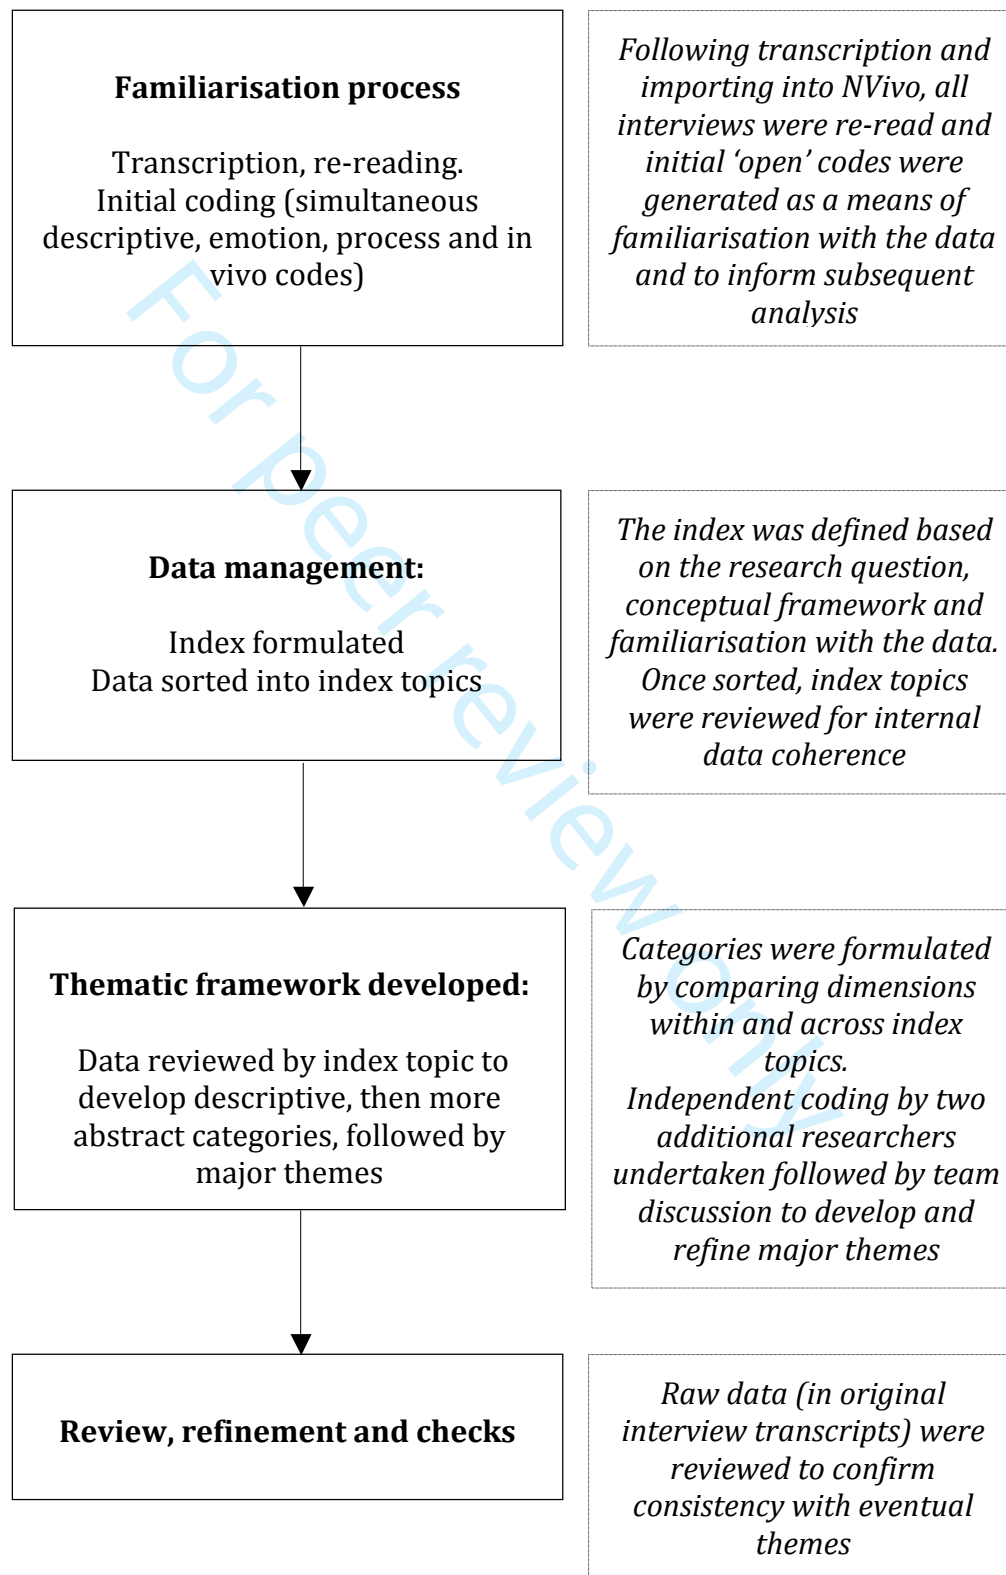 Familiarisation process
Transcription, re-reading.
Initial coding (simultaneous
descriptive, emotion, process and in
vivo codes)
Following transcription and
importing into NVivo, all
interviews were re-read and
initial ‘open’ codes were
generated as a means of
familiarisation with the data
and to inform subsequent
analysis
Data management:
Index formulated
Data sorted into index topics
The index was defined based
on the research question,
conceptual framework and
familiarisation with the data.
Once sorted, index topics
were reviewed for internal
data coherence
Thematic framework developed:
Data reviewed by index topic to
develop descriptive, then more
abstract categories, followed by
major themes
Categories were formulated
by comparing dimensions
within and across index
topics.
Independent coding by two
additional researchers
undertaken followed by team
discussion to develop and
refine major themes
Review, refinement and checks
Raw data (in original
interview transcripts) were
reviewed to confirm
consistency with eventual
themes
For peer review only